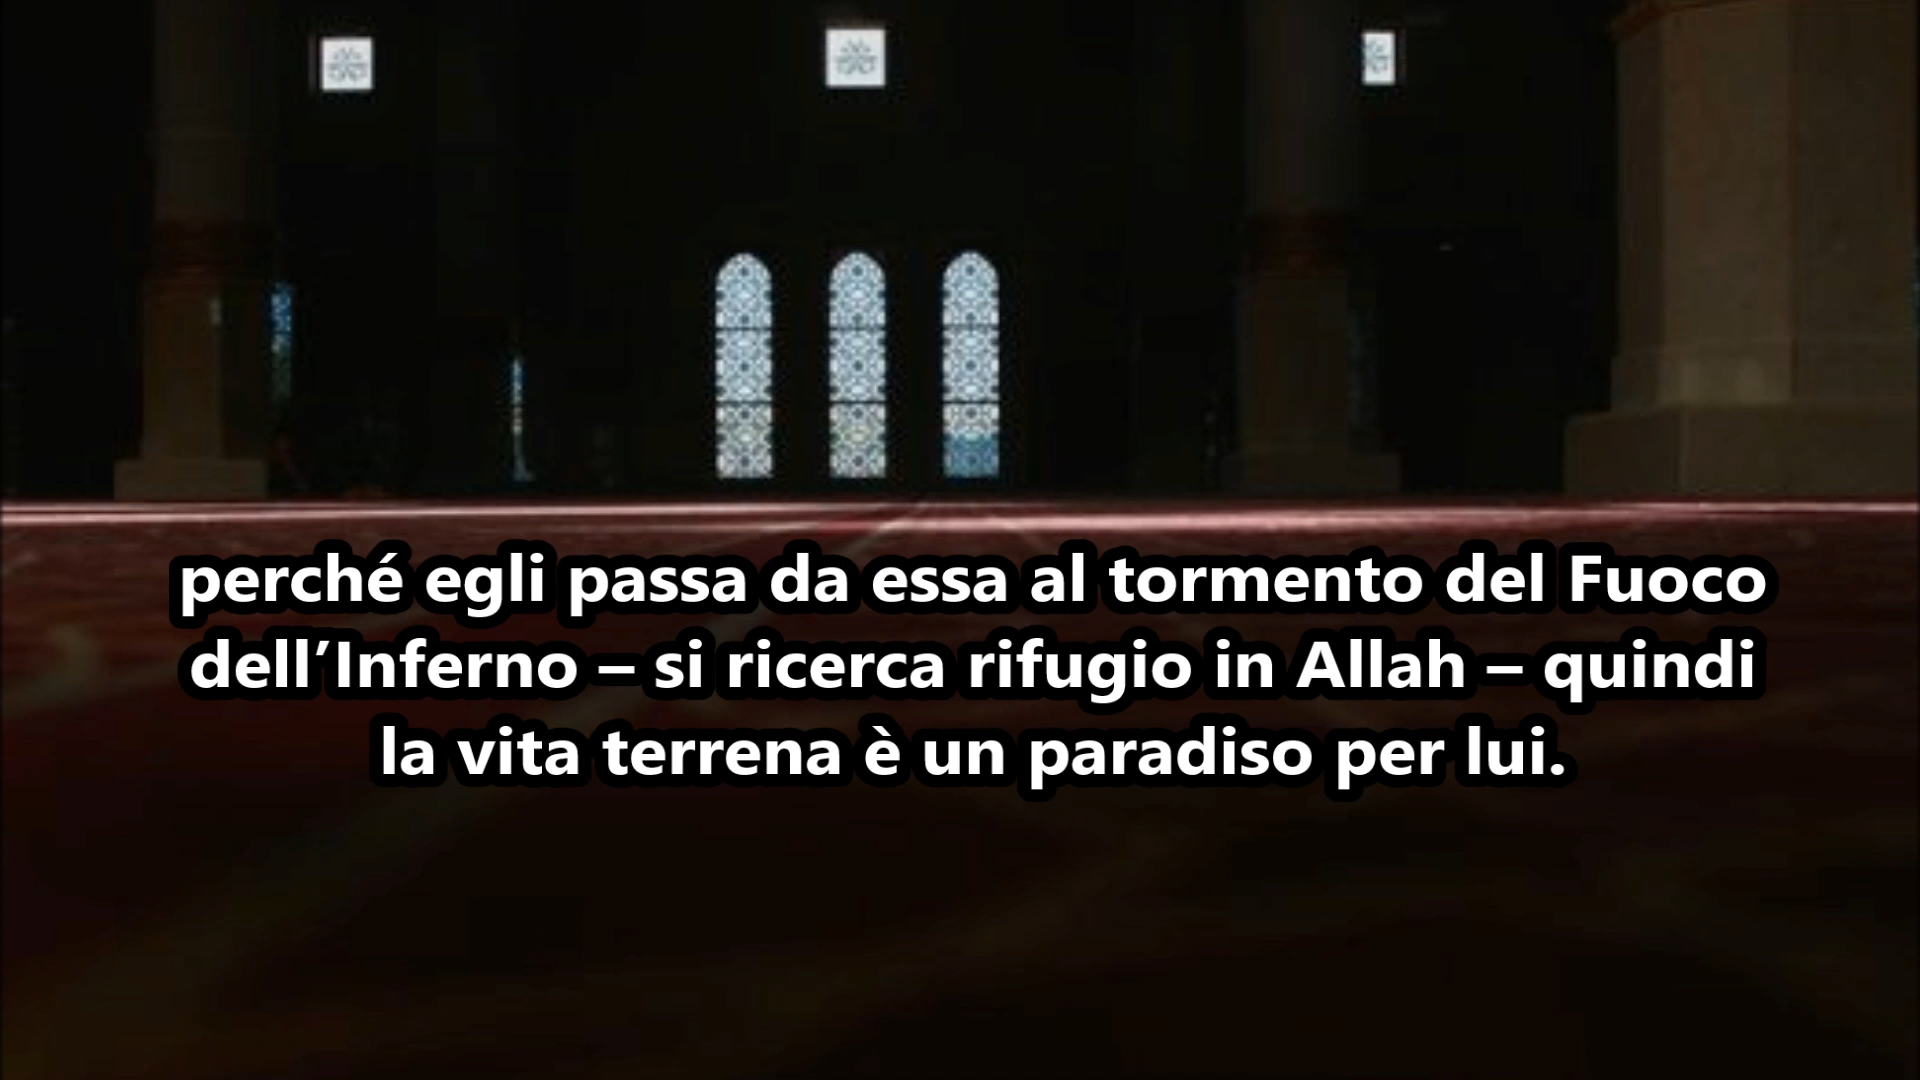 perché egli passa da essa al tormento del Fuoco
dell’Inferno – si ricerca rifugio in Allah – quindi
la vita terrena è un paradiso per lui.